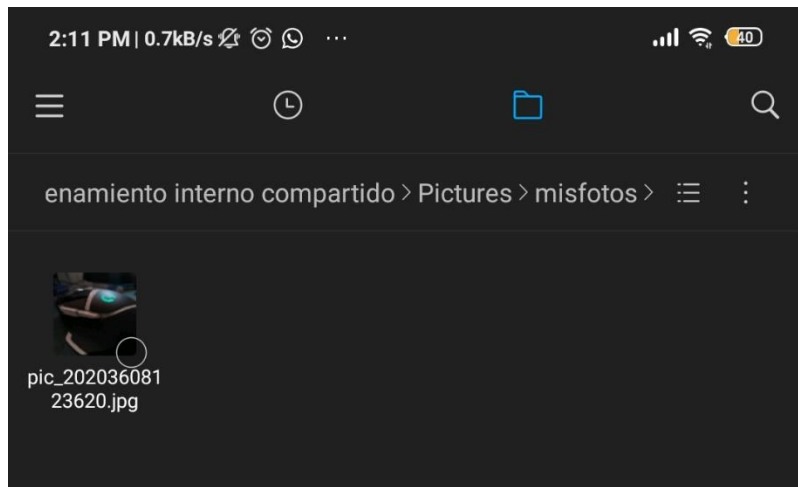 2:11 PM | 0.7kB/s ... 40
enamiento interno compartido > Pictures > misfotos >
pic_202036081
23620.jpg